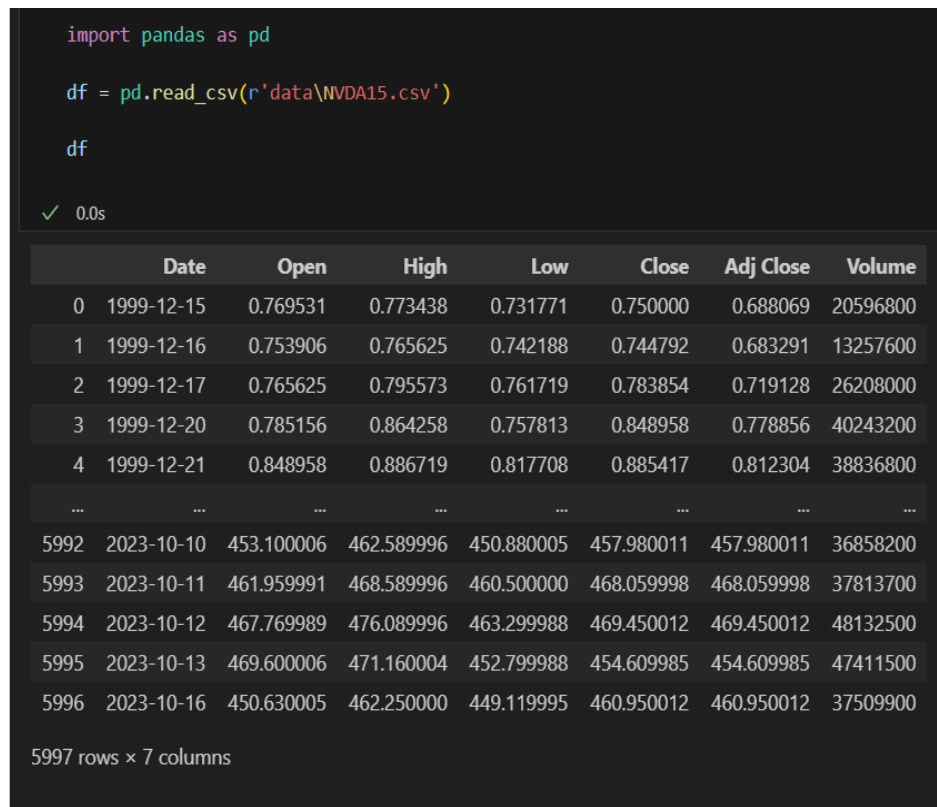 import pandas as pd
df = pd.read_csv(r'data\NVDA15.csv')
df
✓ 0.0s
Date Open High Low Close Adj Close Volume
0 1999-12-15 0.769531 0.773438 0.731771 0.750000 0.688069 20596800
1 1999-12-16 0.753906 0.765625 0.742188 0.744792 0.683291 13257600
2 1999-12-17 0.765625 0.795573 0.761719 0.783854 0.719128 26208000
3 1999-12-20 0.785156 0.864258 0.757813 0.848958 0.778856 40243200
4 1999-12-21 0.848958 0.886719 0.817708 0.885417 0.812304 38836800
... ... ... ... ... ... ... ...
5992 2023-10-10 453.100006 462.589996 450.880005 457.980011 457.980011 36858200
5993 2023-10-11 461.959991 468.589996 460.500000 468.059998 468.059998 37813700
5994 2023-10-12 467.769989 476.089996 463.299988 469.450012 469.450012 48132500
5995 2023-10-13 469.600006 471.160004 452.799988 454.609985 454.609985 47411500
5996 2023-10-16 450.630005 462.250000 449.119995 460.950012 460.950012 37509900
5997 rows × 7 columns